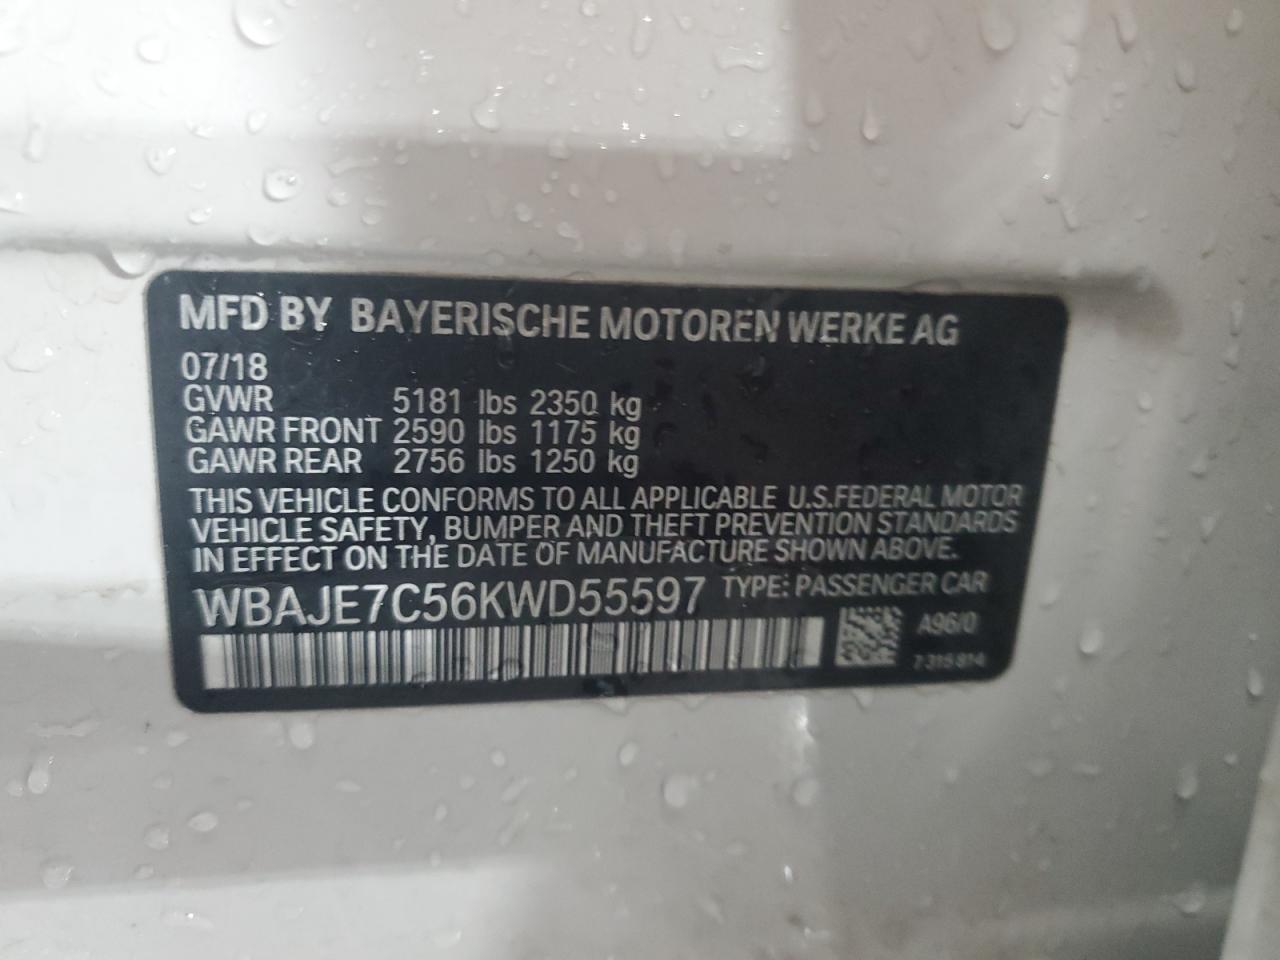 MFD BY BAYERISCHE MOTOREN WERKE AG
07/18
GVWR 5181 lbs 2350 kg
GAWR FRONT 2590 lbs 1175 kg
GAWR REAR 2756 lbs 1250 kg
THIS VEHICLE CONFORMS TO ALL APPLICABLE U.S.FEDERAL MOTOR
VEHICLE SAFETY, BUMPER AND THEFT PREVENTION STANDARDS
IN EFFECT ON THE DATE OF MANUFACTURE SHOWN ABOVE.
WBAJE7C56KWD55597 TYPE: PASSENGER CAR
A96/0
7 315 814